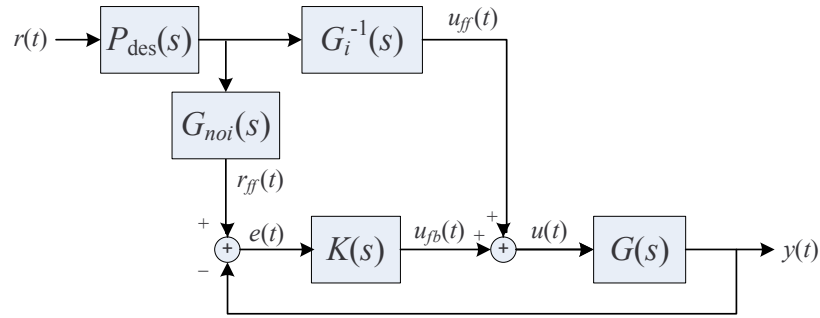 r(t)
P_des(s)
G_i^-1(s)
u_ff(t)
G_noi(s)
r_ff(t)
+
−
+
e(t)
K(s)
u_fb(t)
+
+
+
u(t)
G(s)
y(t)